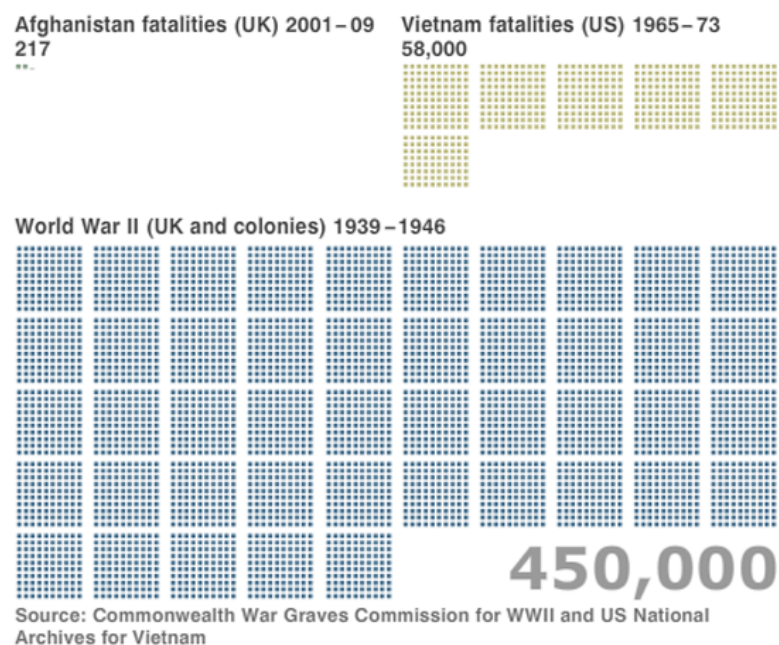 Afghanistan fatalities (UK) 2001–09
217
Vietnam fatalities (US) 1965–73
58,000
World War II (UK and colonies) 1939–1946
450,000
Source: Commonwealth War Graves Commission for WWII and US National
Archives for Vietnam